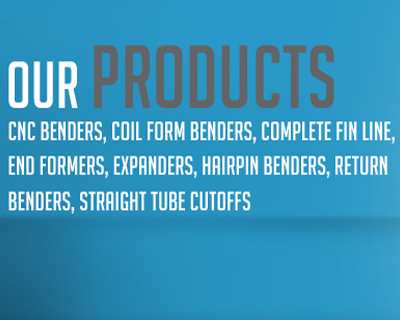 OUR PRODUCTS
CNC BENDERS, COIL FORM BENDERS, COMPLETE FIN LINE,
END FORMERS, EXPANDERS, HAIRPIN BENDERS, RETURN
BENDERS, STRAIGHT TUBE CUTOFFS